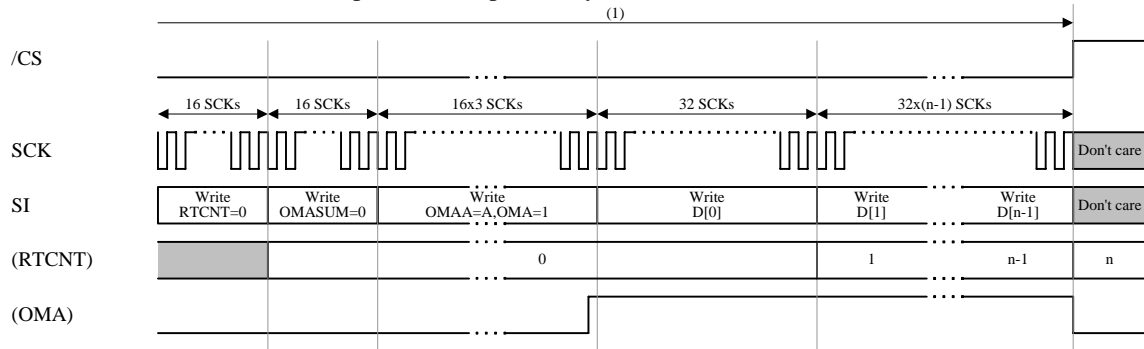 (1)
/CS
16 SCKs 16 SCKs 16x3 SCKs 32 SCKs 32x(n-1) SCKs
SCK Don't care
SI Write RTCNT=0 Write OMASUM=0 Write OMAA=A,OMA=1 Write D[0] Write D[1] Write D[n-1] Don't care
(RTCNT) 0 1 n-1 n
(OMA)